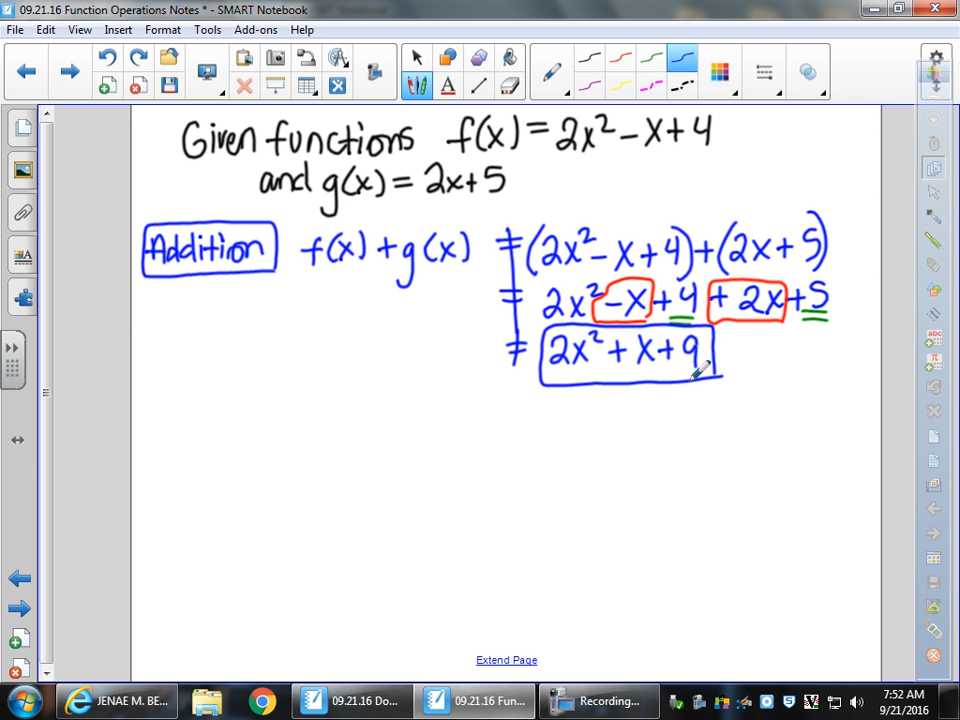 09.21.16 Function Operations Notes * - SMART Notebook
File Edit View Insert Format Tools Add-ons Help
Given functions f(x) = 2x² - x + 4
and g(x) = 2x + 5
Addition f(x) + g(x) = (2x² - x + 4) + (2x + 5)
= 2x² - x + 4 + 2x + 5
= 2x² + x + 9
Extend Page
JENAE M. BE... 09.21.16 Do... 09.21.16 Fun... Recording... 7:52 AM
9/21/2016